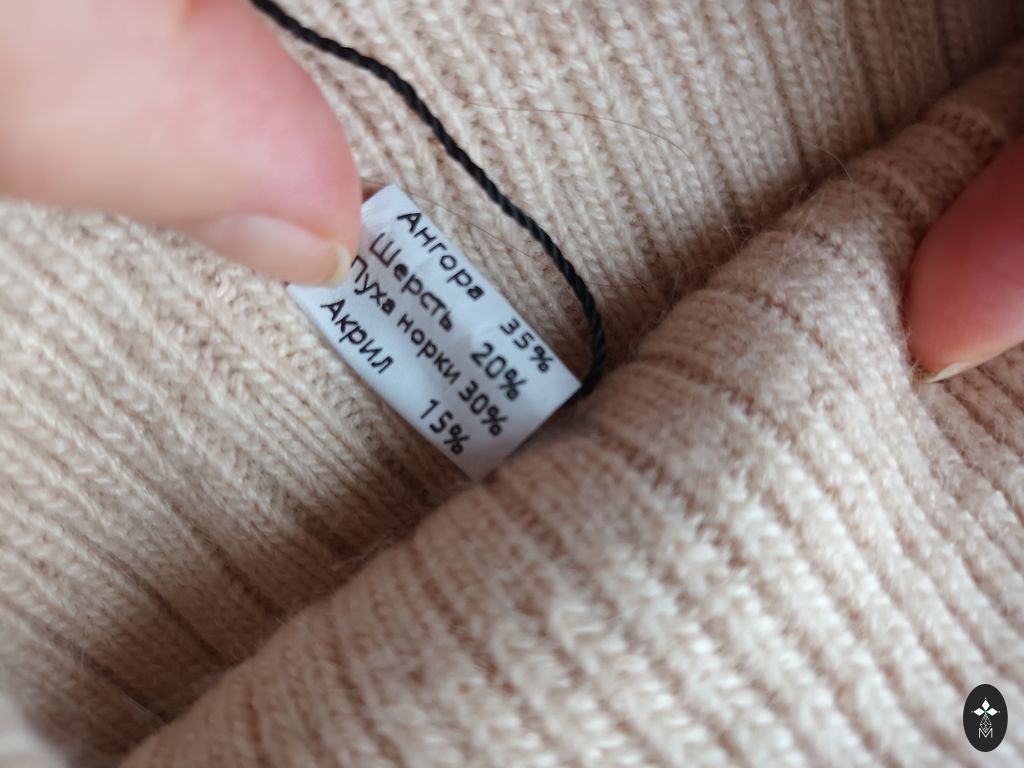 Ангора 35%
Шерсть 20%
Пуха норки 30%
Акрил 15%
M